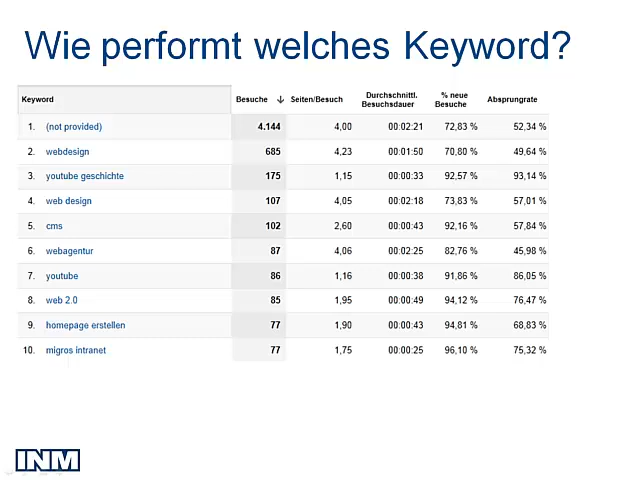 Wie performt welches Keyword?
Keyword Besuche ↓ Seiten/Besuch Durchschnittl. Besuchsdauer % neue Besuche Absprungrate
1. (not provided) 4.144 4,00 00:02:21 72,83 % 52,34 %
2. webdesign 685 4,23 00:01:50 70,80 % 49,64 %
3. youtube geschichte 175 1,15 00:00:33 92,57 % 93,14 %
4. web design 107 4,05 00:02:18 73,83 % 57,01 %
5. cms 102 2,60 00:00:43 92,16 % 57,84 %
6. webagentur 87 4,06 00:02:25 82,76 % 45,98 %
7. youtube 86 1,16 00:00:38 91,86 % 86,05 %
8. web 2.0 85 1,95 00:00:49 94,12 % 76,47 %
9. homepage erstellen 77 1,90 00:00:43 94,81 % 68,83 %
10. migros intranet 77 1,75 00:00:25 96,10 % 75,32 %
INM